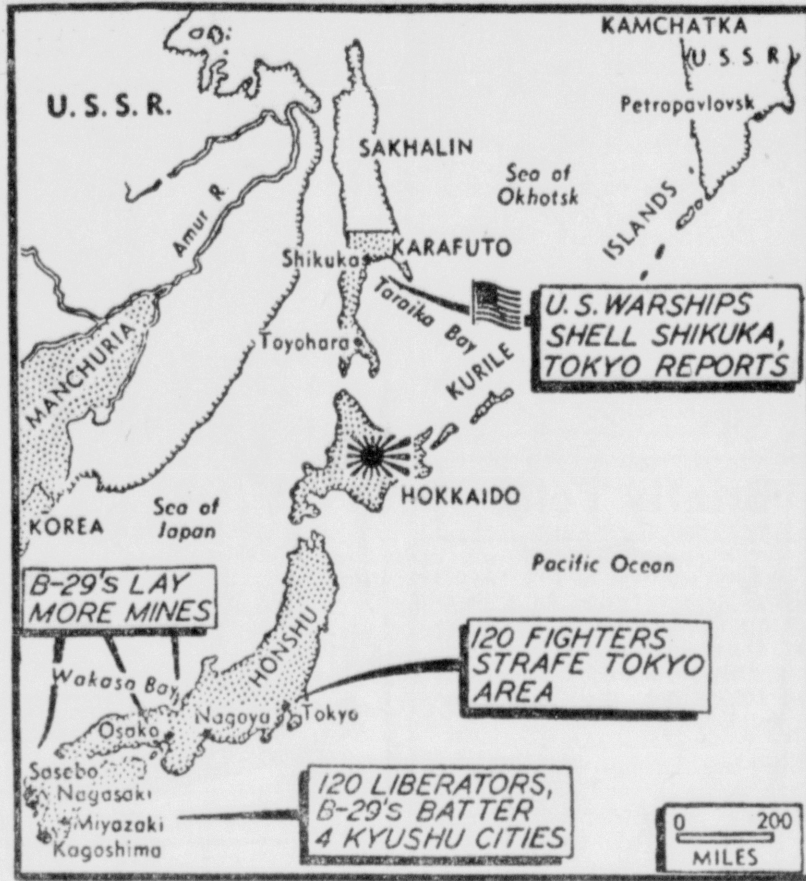 KAMCHATKA
U.S.S.R.
(U.S.S.R
Petropavlovsk
SAKHALIN
Sea of
Okhotsk
Amur R.
ISLANDS
KARAFUTO
Shikuka
Taraika Bay
U.S. WARSHIPS
SHELL SHIKUKA,
TOKYO REPORTS
Toyohara
KURILE
MANCHURIA
HOKKAIDO
KOREA
Sea of
Japan
Pacific Ocean
B-29's LAY
MORE MINES
HONSHU
120 FIGHTERS
STRAFE TOKYO
AREA
Wakasa Bay
Osaka
Nagoya
Tokyo
Sasebo
Nagasaki
Miyazaki
Kagoshima
120 LIBERATORS,
B-29's BATTER
4 KYUSHU CITIES
0 200
MILES